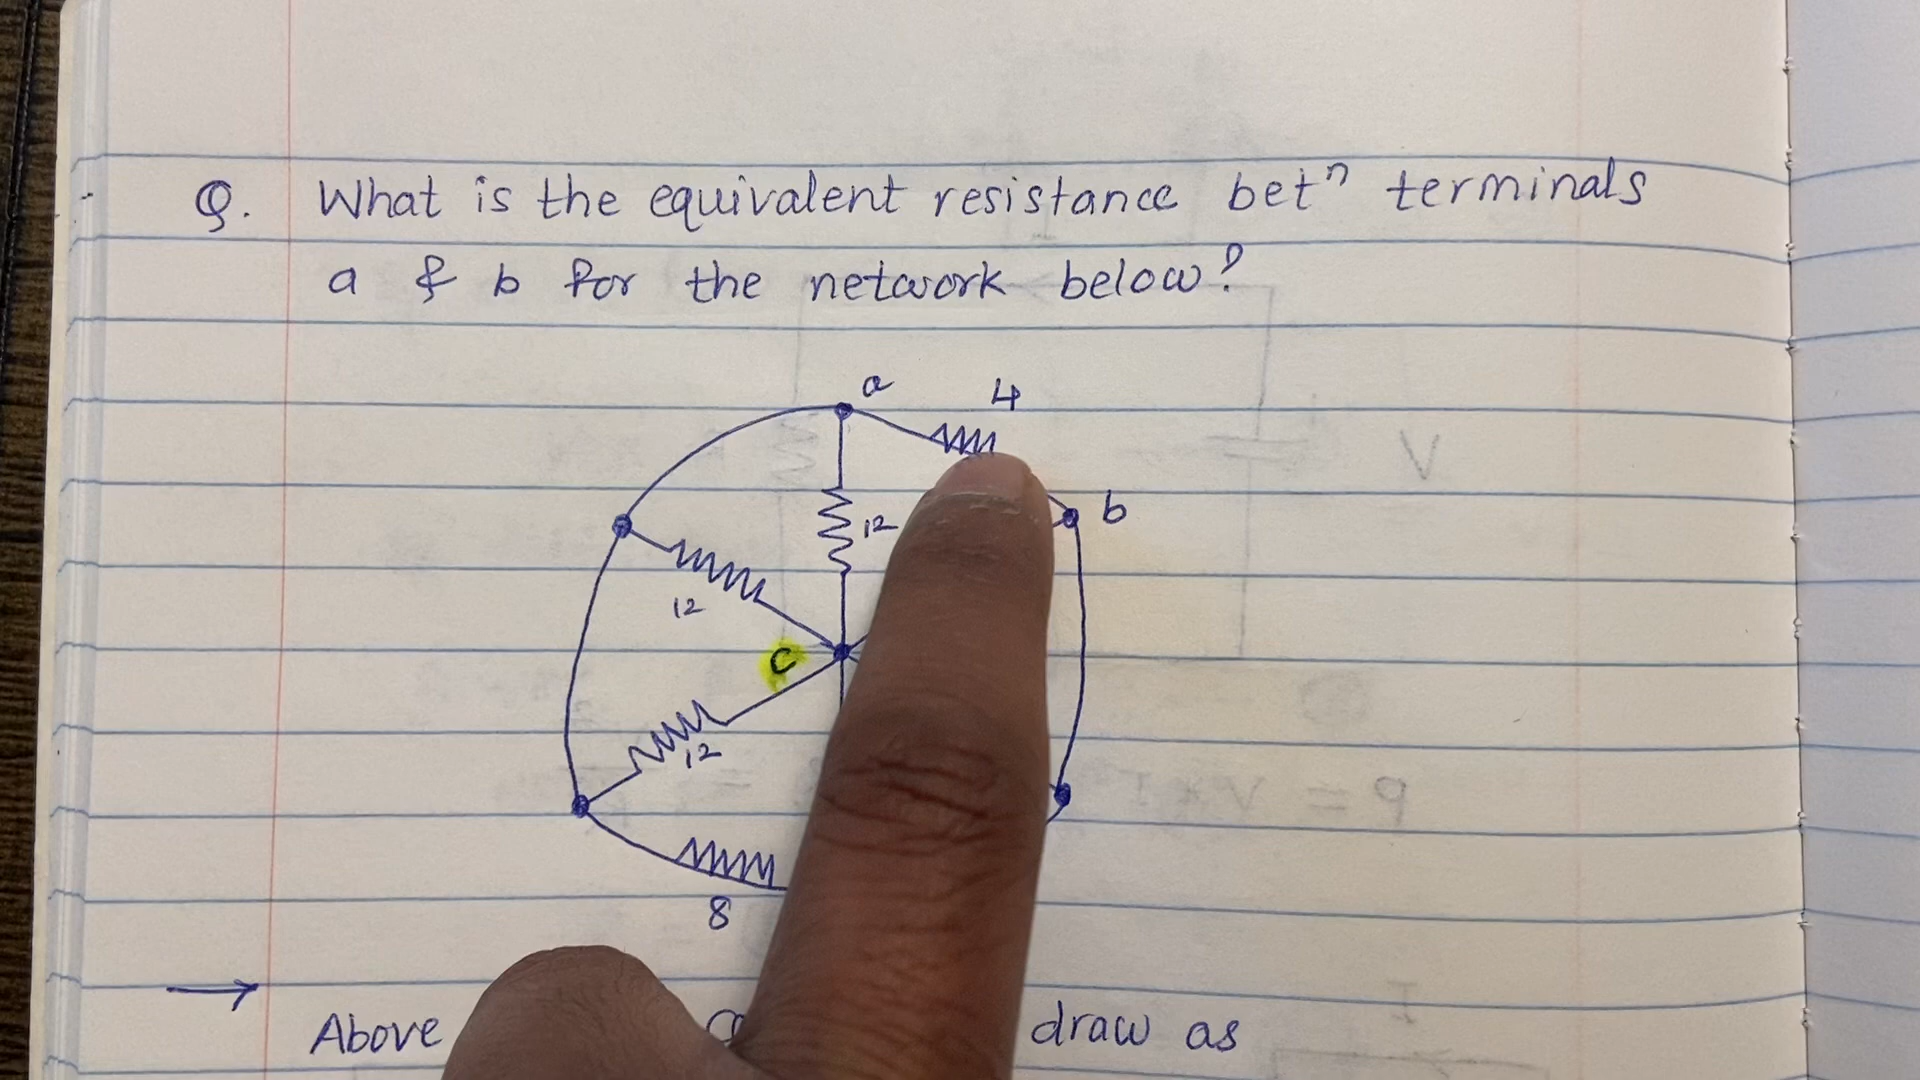 Q. What is the equivalent resistance betⁿ terminals
a & b for the network below?
a 4
b
12
12
C
12
8
Above
draw as